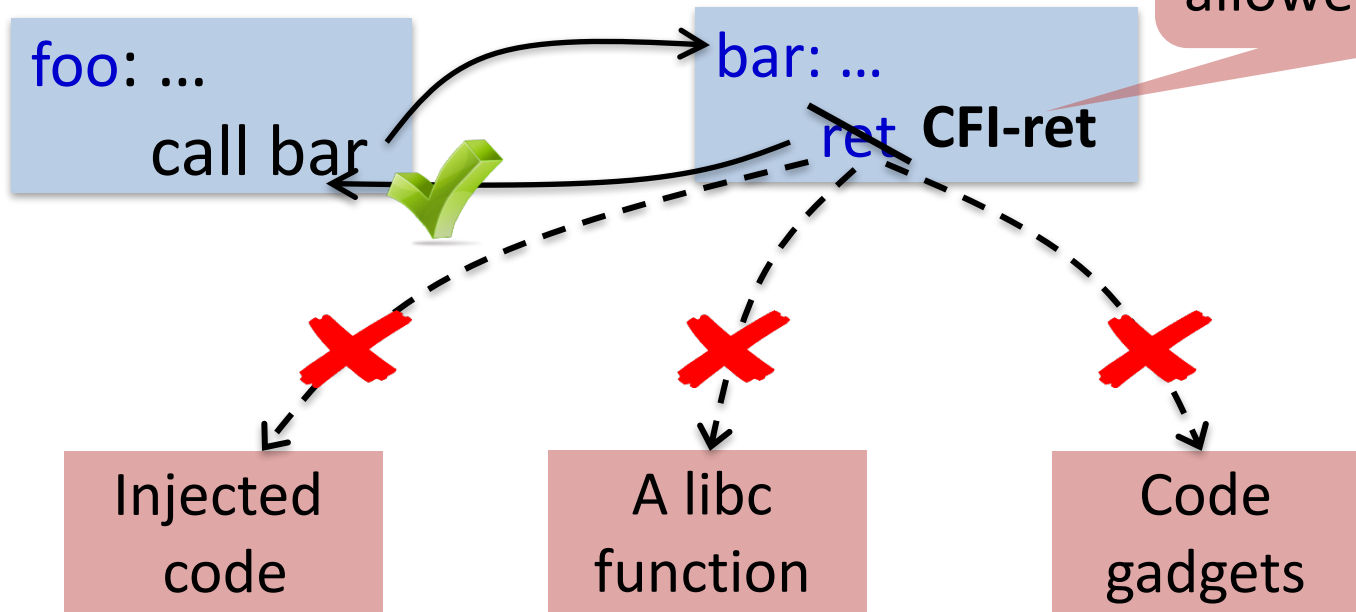 foo: …
call bar
bar: …
ret CFI-ret
Injected
code
A libc
function
Code
gadgets